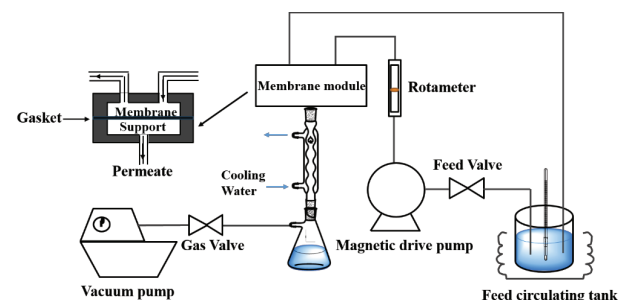 Membrane module
Rotameter
Membrane
Support
Gasket
Permeate
Cooling
Water
Feed Valve
Gas Valve
Magnetic drive pump
Vacuum pump
Feed circulating tank